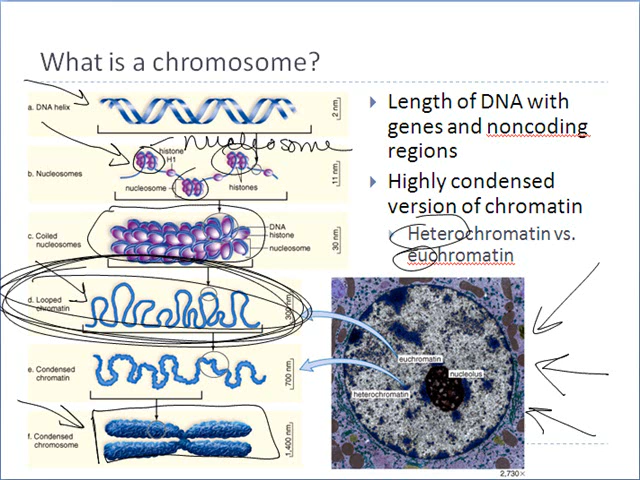 What is a chromosome?
a. DNA helix
2 nm
nucleosome
histone
H1
b. Nucleosomes
nucleosome
histones
11 nm
c. Coiled
nucleosomes
DNA
histone
nucleosome
30 nm
d. Looped
chromatin
300 nm
e. Condensed
chromatin
700 nm
f. Condensed
chromosome
1,400 nm
Length of DNA with
genes and noncoding
regions
Highly condensed
version of chromatin
Heterochromatin vs.
euchromatin
euchromatin
nucleolus
heterochromatin
2,730×